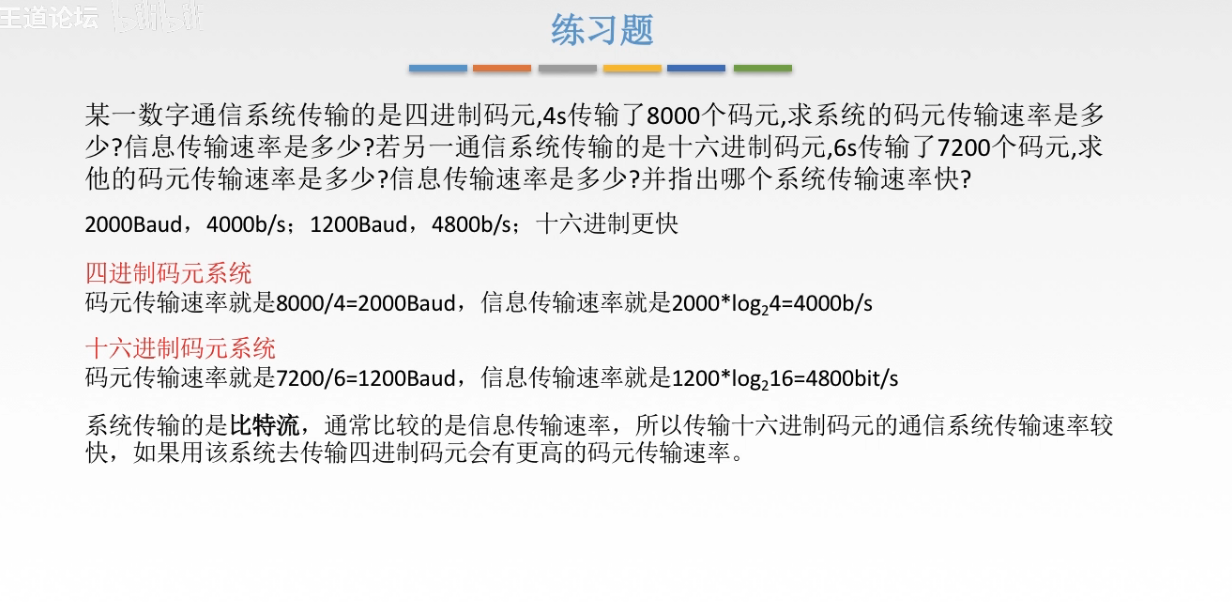 王道论坛 bilibili
练习题
某一数字通信系统传输的是四进制码元,4s传输了8000个码元,求系统的码元传输速率是多
少?信息传输速率是多少?若另一通信系统传输的是十六进制码元,6s传输了7200个码元,求
他的码元传输速率是多少?信息传输速率是多少?并指出哪个系统传输速率快?
2000Baud，4000b/s；1200Baud，4800b/s；十六进制更快
四进制码元系统
码元传输速率就是8000/4=2000Baud，信息传输速率就是2000*log₂4=4000b/s
十六进制码元系统
码元传输速率就是7200/6=1200Baud，信息传输速率就是1200*log₂16=4800bit/s
系统传输的是比特流，通常比较的是信息传输速率，所以传输十六进制码元的通信系统传输速率较
快，如果用该系统去传输四进制码元会有更高的码元传输速率。